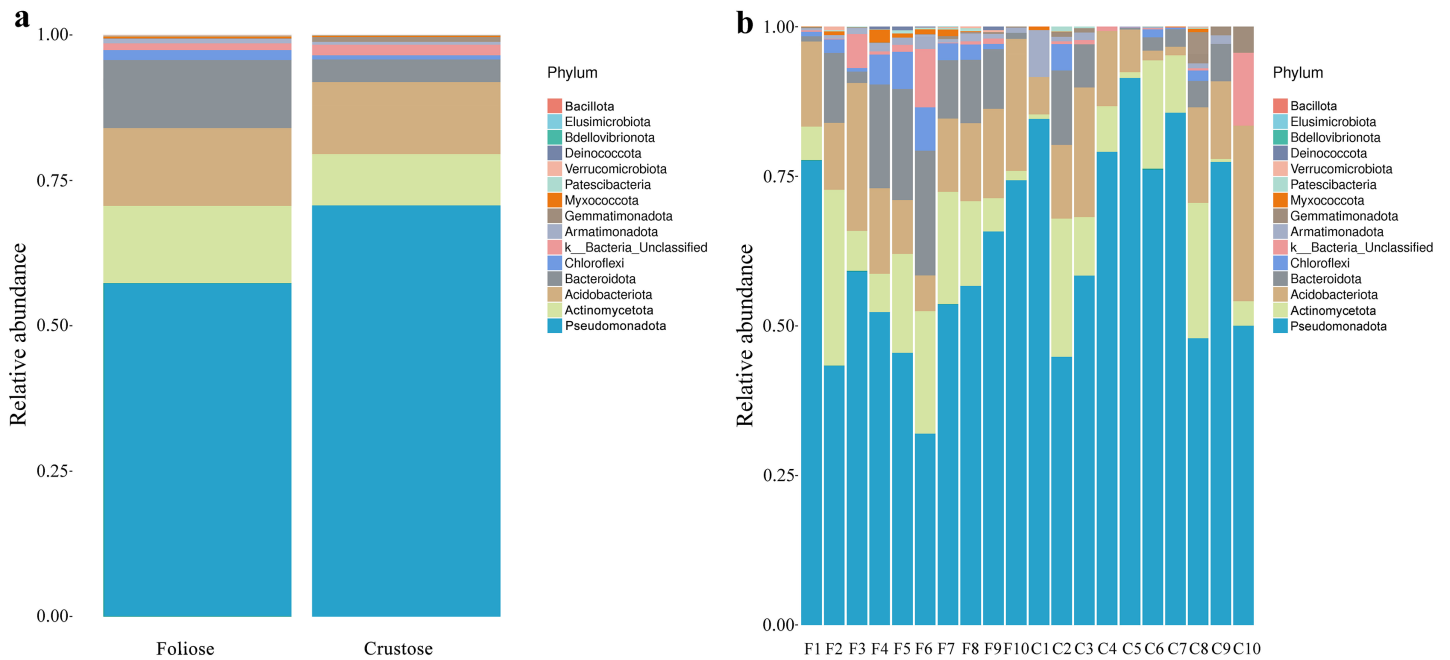 a
Relative abundance
1.00
0.75
0.50
0.25
0.00
Foliose
Crustose
Phylum
Bacillota
Elusimicrobiota
Bdellovibrionota
Deinococcota
Verrucomicrobiota
Patescibacteria
Myxococcota
Gemmatimonadota
Armatimonadota
k__Bacteria_Unclassified
Chloroflexi
Bacteroidota
Acidobacteriota
Actinomycetota
Pseudomonadota
b
Relative abundance
1.00
0.75
0.50
0.25
0.00
F1 F2 F3 F4 F5 F6 F7 F8 F9 F10 C1 C2 C3 C4 C5 C6 C7 C8 C9 C10
Phylum
Bacillota
Elusimicrobiota
Bdellovibrionota
Deinococcota
Verrucomicrobiota
Patescibacteria
Myxococcota
Gemmatimonadota
Armatimonadota
k__Bacteria_Unclassified
Chloroflexi
Bacteroidota
Acidobacteriota
Actinomycetota
Pseudomonadota